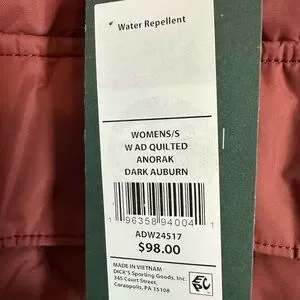 Water Repellent
WOMENS/S
W AD QUILTED
ANORAK
DARK AUBURN
1 96358 94004 1
ADW24517
$98.00
MADE IN VIETNAM
DICK'S Sporting Goods, Inc.
345 Court Street
Coraopolis, PA 15108